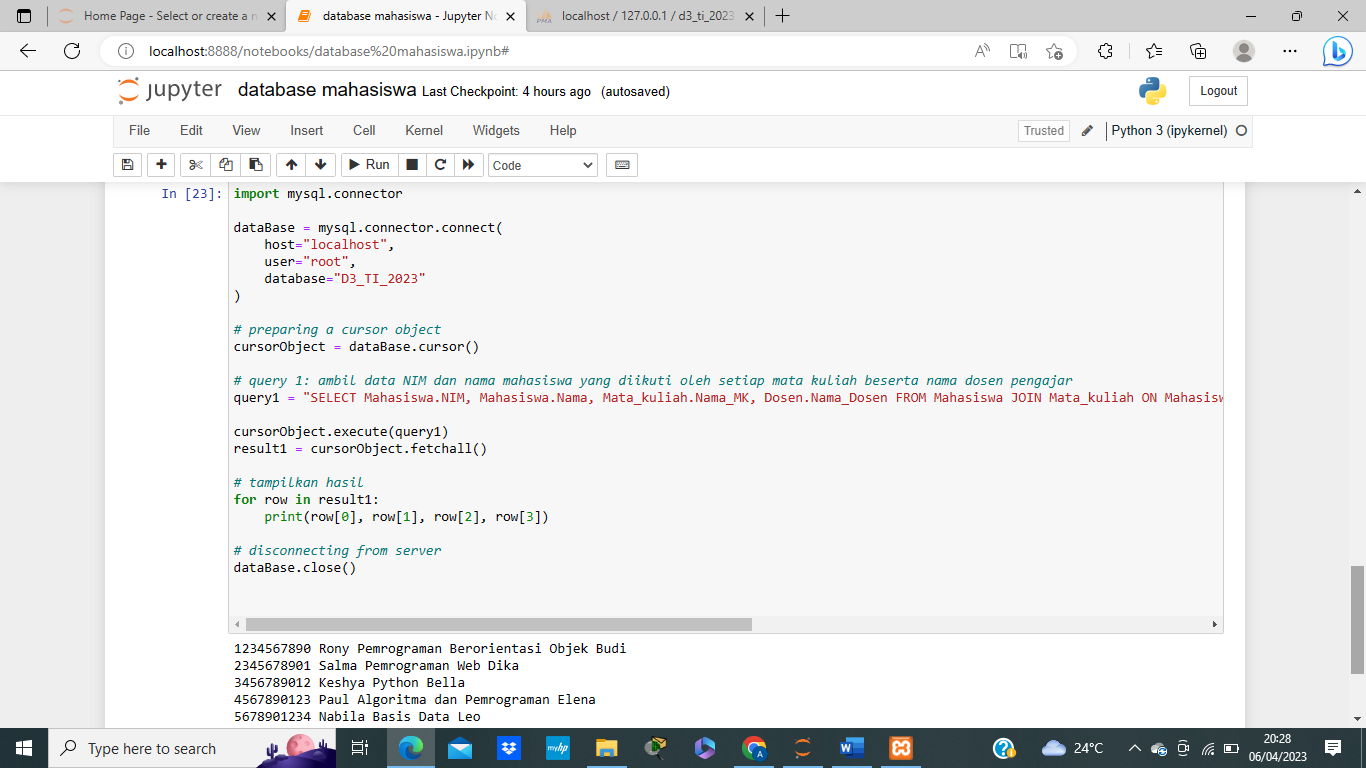 Home Page - Select or create a n
database mahasiswa - Jupyter No
localhost / 127.0.0.1 / d3_ti_2023
localhost:8888/notebooks/database%20mahasiswa.ipynb#
jupyter database mahasiswa Last Checkpoint: 4 hours ago (autosaved)
Logout
File Edit View Insert Cell Kernel Widgets Help
Trusted Python 3 (ipykernel)
Run Code
In [23]: import mysql.connector
dataBase = mysql.connector.connect(
host="localhost",
user="root",
database="D3_TI_2023"
)
# preparing a cursor object
cursorObject = dataBase.cursor()
# query 1: ambil data NIM dan nama mahasiswa yang diikuti oleh setiap mata kuliah beserta nama dosen pengajar
query1 = "SELECT Mahasiswa.NIM, Mahasiswa.Nama, Mata_kuliah.Nama_MK, Dosen.Nama_Dosen FROM Mahasiswa JOIN Mata_kuliah ON Mahasisw
cursorObject.execute(query1)
result1 = cursorObject.fetchall()
# tampilkan hasil
for row in result1:
print(row[0], row[1], row[2], row[3])
# disconnecting from server
dataBase.close()
1234567890 Rony Pemrograman Berorientasi Objek Budi
2345678901 Salma Pemrograman Web Dika
3456789012 Keshya Python Bella
4567890123 Paul Algoritma dan Pemrograman Elena
5678901234 Nabila Basis Data Leo
Type here to search
24°C
20:28
06/04/2023